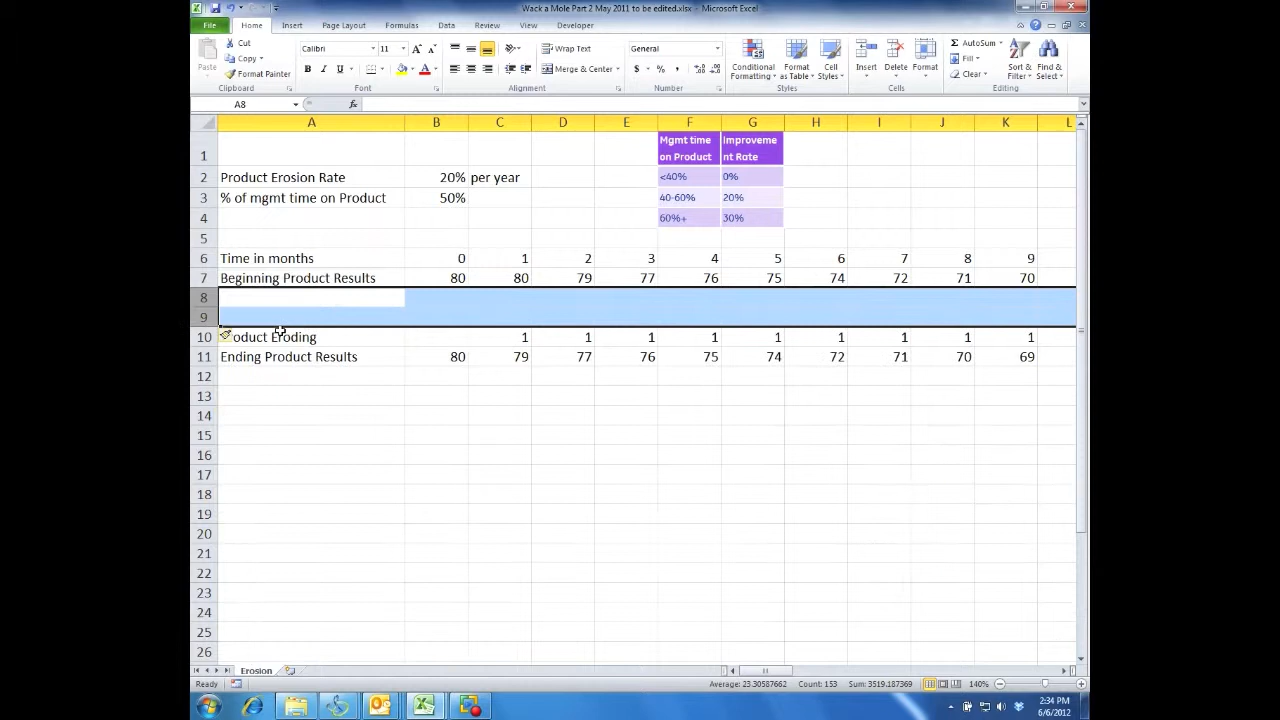 Wack a Mole Part 2 May 2011 to be edited.xlsx - Microsoft Excel
File Home Insert Page Layout Formulas Data Review View Developer
Cut Calibri 11 Wrap Text General AutoSum
Copy Fill
Paste Format Painter Merge & Center Conditional Formatting Format as Table Cell Styles Insert Delete Format Clear Sort & Filter Find & Select
Clipboard Font Alignment Number Styles Cells Editing
A8 fx
A B C D E F G H I J K L
1 Mgmt time on Product Improvement Rate
2 Product Erosion Rate 20% per year <40% 0%
3 % of mgmt time on Product 50% 40-60% 20%
4 60%+ 30%
5
6 Time in months 0 1 2 3 4 5 6 7 8 9
7 Beginning Product Results 80 80 79 77 76 75 74 72 71 70
8
9
10 oduct Eroding 1 1 1 1 1 1 1 1 1
11 Ending Product Results 80 79 77 76 75 74 72 71 70 69
12
13
14
15
16
17
18
19
20
21
22
23
24
25
26
Erosion
Ready Average: 23.30587662 Count: 153 Sum: 3519.187369 140%
2:34 PM
6/6/2012